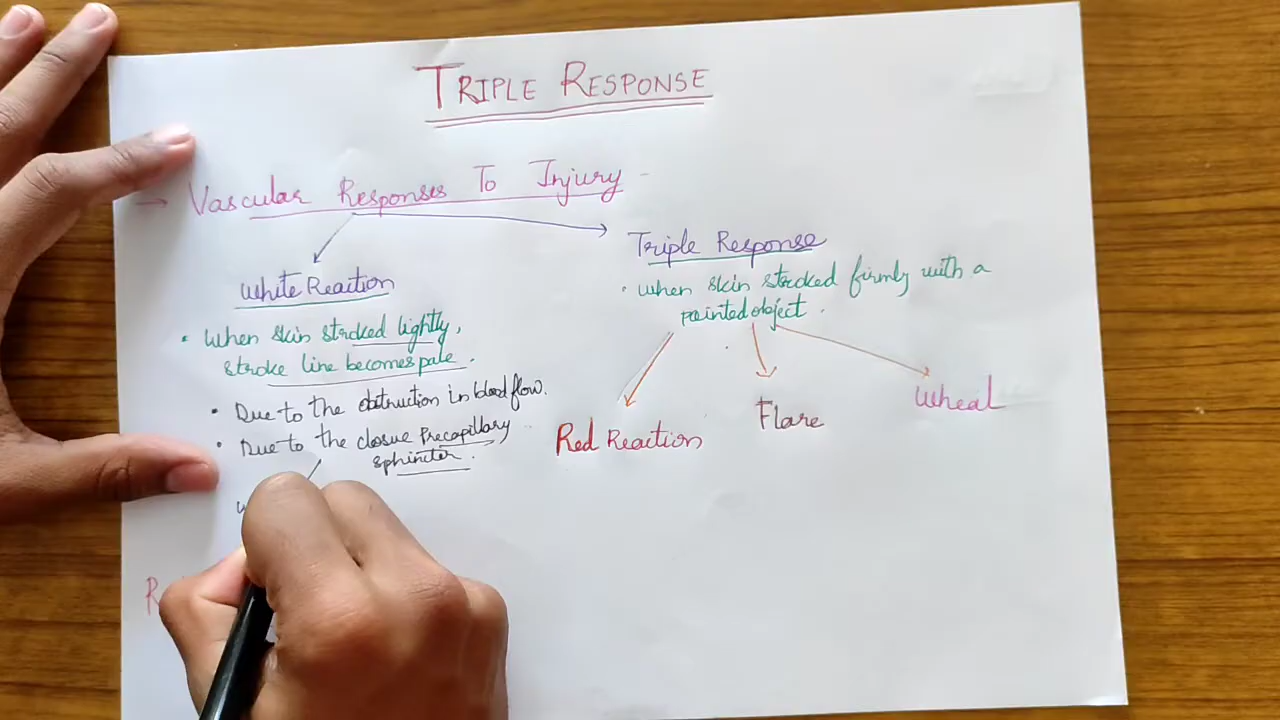 TRIPLE RESPONSE
→ Vascular Responses To Injury
White Reaction
• When skin stroked lightly,
stroke line becomes pale.
• Due to the obstruction in blood flow.
• Due to the closue Precapillary
sphincter.
Triple Response
• when skin stroked firmly with a
pointed object.
Red Reaction
Flare
Wheal